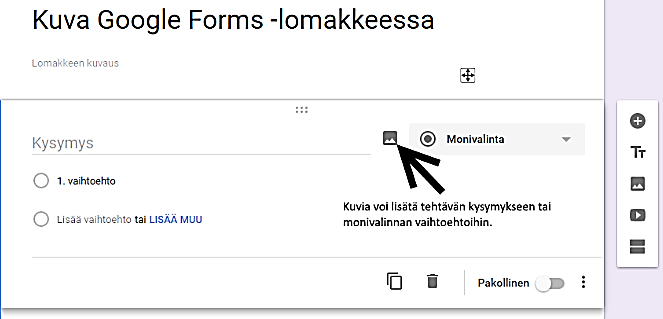 Kuva Google Forms -lomakkeessa
Lomakkeen kuvaus
Kysymys
Monivalinta
1. vaihtoehto
Kuvia voi lisätä tehtävän kysymykseen tai
monivalinnan vaihtoehtoihin.
Lisää vaihtoehto tai LISÄÄ MUU
Pakollinen
Tт